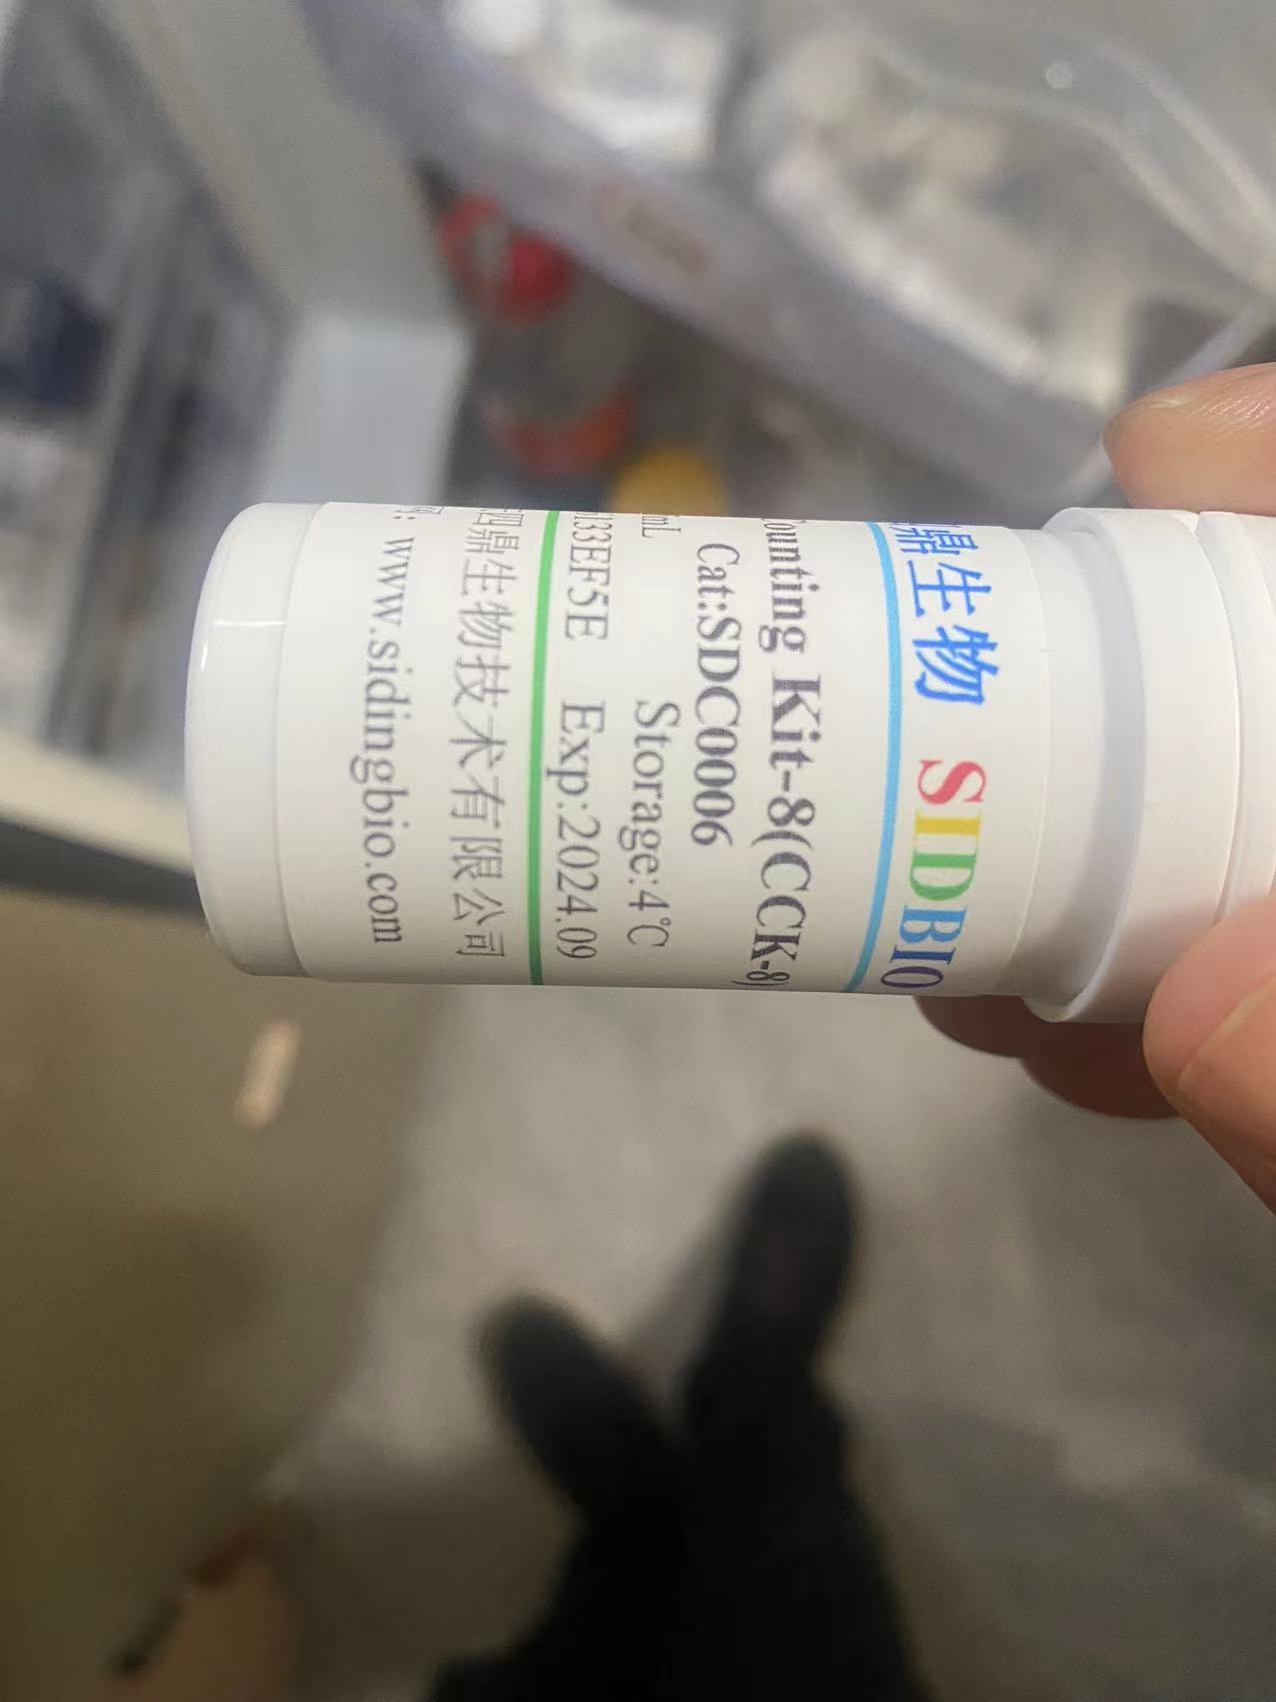 鼎生物 SIDBIO
ounting Kit-8(CCK-8)
Cat:SDC0006
mL Storage:4℃
133EF5E Exp:2024.09
鼎生物技术有限公司
: www.sidingbio.com